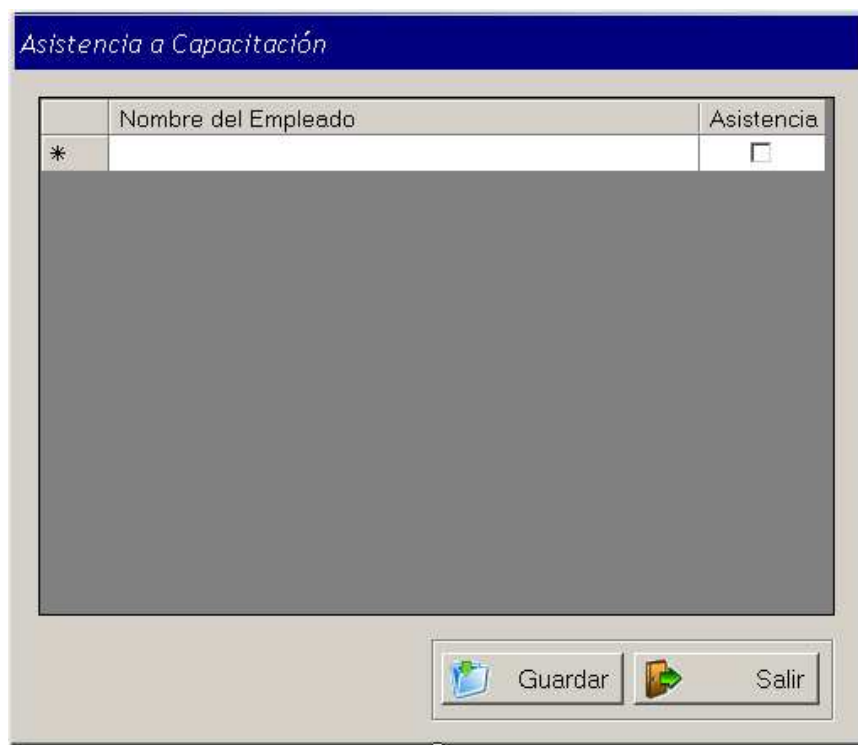 Asistencia a Capacitación
Nombre del Empleado Asistencia
*
Guardar Salir